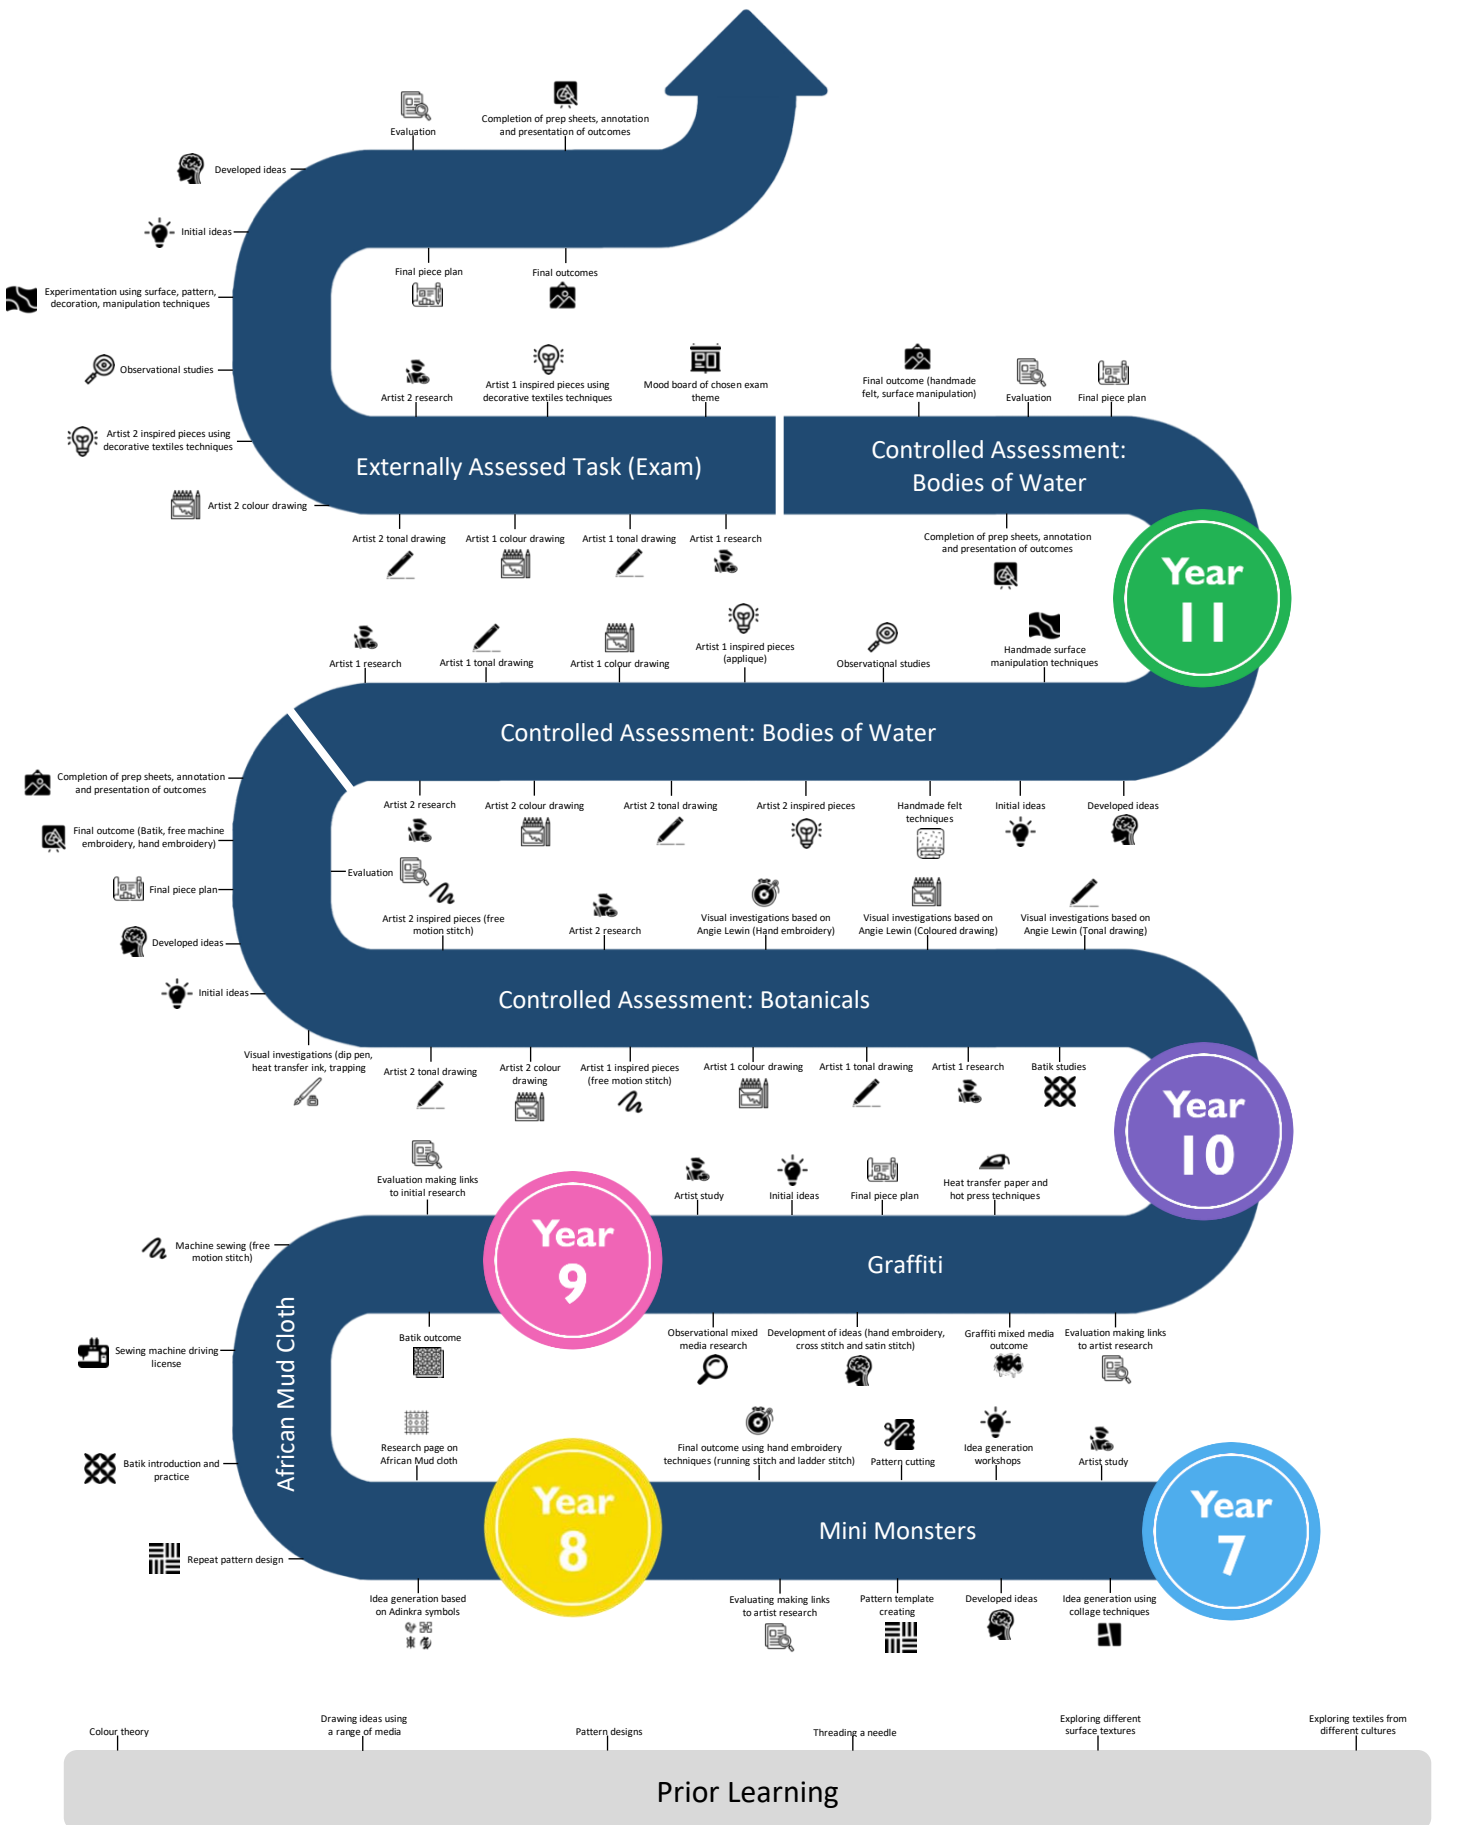 Evaluation
Completion of prep sheets, annotation
and presentation of outcomes
Developed ideas
Initial ideas
Final piece plan
Final outcomes
Experimentation using surface, pattern,
decoration, manipulation techniques
Observational studies
Artist 2 research
Artist 1 inspired pieces using
decorative textiles techniques
Mood board of chosen exam
theme
Final outcome (handmade
felt, surface manipulation)
Evaluation
Final piece plan
Artist 2 inspired pieces using
decorative textiles techniques
Externally Assessed Task (Exam)
Controlled Assessment:
Bodies of Water
Artist 2 colour drawing
Artist 2 tonal drawing
Artist 1 colour drawing
Artist 1 tonal drawing
Artist 1 research
Completion of prep sheets, annotation
and presentation of outcomes
Year
11
Artist 1 research
Artist 1 tonal drawing
Artist 1 colour drawing
Artist 1 inspired pieces
(applique)
Observational studies
Handmade surface
manipulation techniques
Controlled Assessment: Bodies of Water
Completion of prep sheets, annotation
and presentation of outcomes
Artist 2 research
Artist 2 colour drawing
Artist 2 tonal drawing
Artist 2 inspired pieces
Handmade felt
techniques
Initial ideas
Developed ideas
Final outcome (Batik, free machine
embroidery, hand embroidery)
Evaluation
Final piece plan
Artist 2 inspired pieces (free
motion stitch)
Artist 2 research
Visual investigations based on
Angie Lewin (Hand embroidery)
Visual investigations based on
Angie Lewin (Coloured drawing)
Visual investigations based on
Angie Lewin (Tonal drawing)
Developed ideas
Initial ideas
Controlled Assessment: Botanicals
Visual investigations (dip pen,
heat transfer ink, trapping
Artist 2 tonal drawing
Artist 2 colour
drawing
Artist 1 inspired pieces
(free motion stitch)
Artist 1 colour drawing
Artist 1 tonal drawing
Artist 1 research
Batik studies
Year
10
Evaluation making links
to initial research
Artist study
Initial ideas
Final piece plan
Heat transfer paper and
hot press techniques
Year
9
Machine sewing (free
motion stitch)
Graffiti
African Mud Cloth
Sewing machine driving
license
Batik outcome
Observational mixed
media research
Development of ideas (hand embroidery,
cross stitch and satin stitch)
Graffiti mixed media
outcome
Evaluation making links
to artist research
Batik introduction and
practice
Research page on
African Mud cloth
Final outcome using hand embroidery
techniques (running stitch and ladder stitch)
Pattern cutting
Idea generation
workshops
Artist study
Year
8
Mini Monsters
Year
7
Repeat pattern design
Idea generation based
on Adinkra symbols
Evaluating making links
to artist research
Pattern template
creating
Developed ideas
Idea generation using
collage techniques
Colour theory
Drawing ideas using
a range of media
Pattern designs
Threading a needle
Exploring different
surface textures
Exploring textiles from
different cultures
Prior Learning